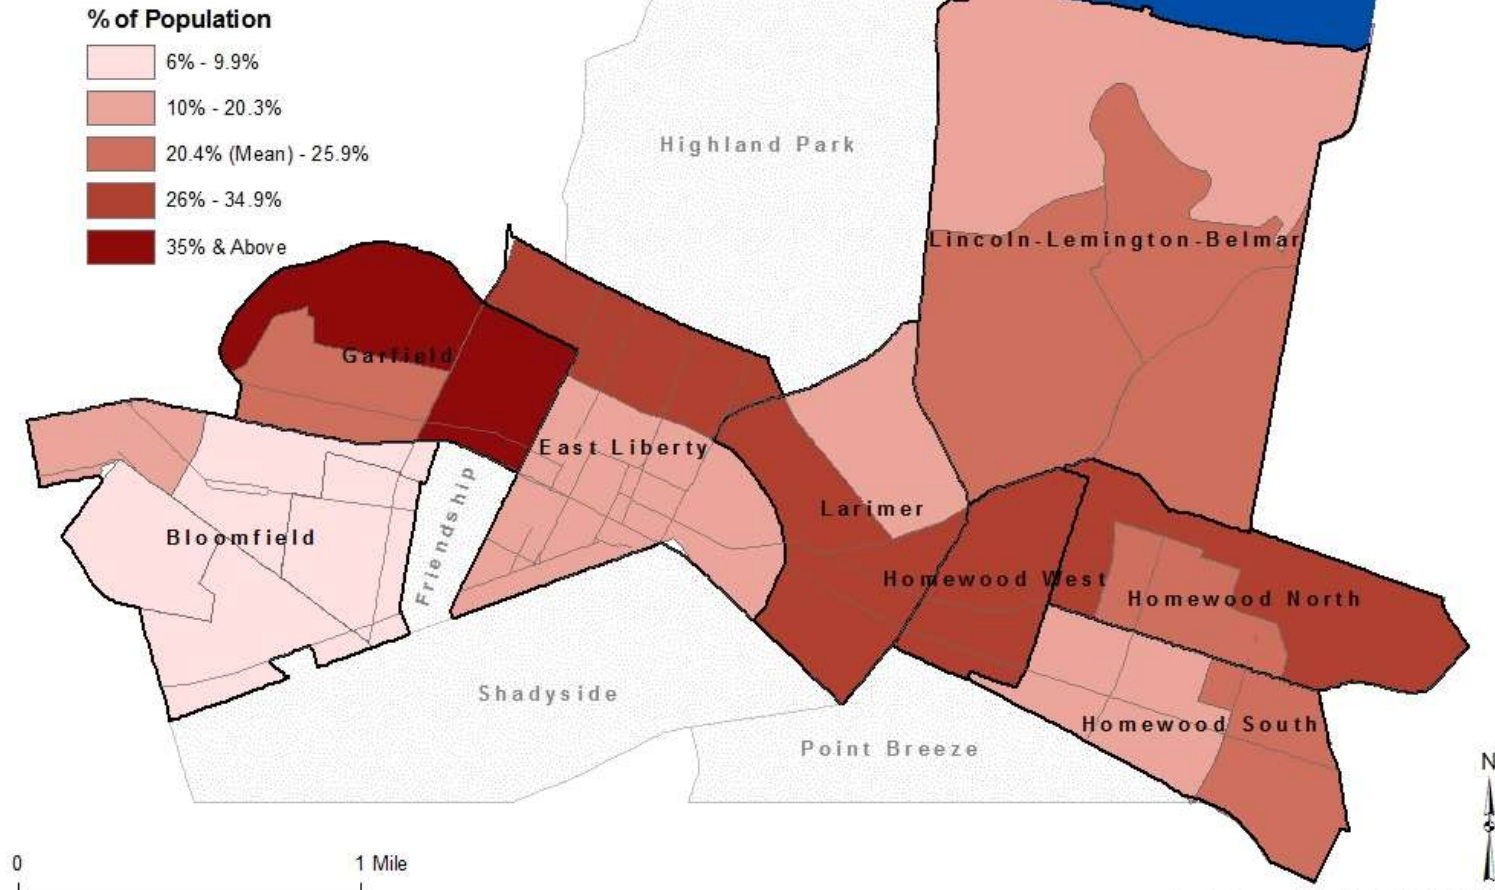 % of Population
6% - 9.9%
10% - 20.3%
20.4% (Mean) - 25.9%
26% - 34.9%
35% & Above
Highland Park
Lincoln-Lemington-Belmar
Garfield
East Liberty
Friendship
Bloomfield
Larimer
Homewood West
Homewood North
Homewood South
Shadyside
Point Breeze
N
0 1 Mile